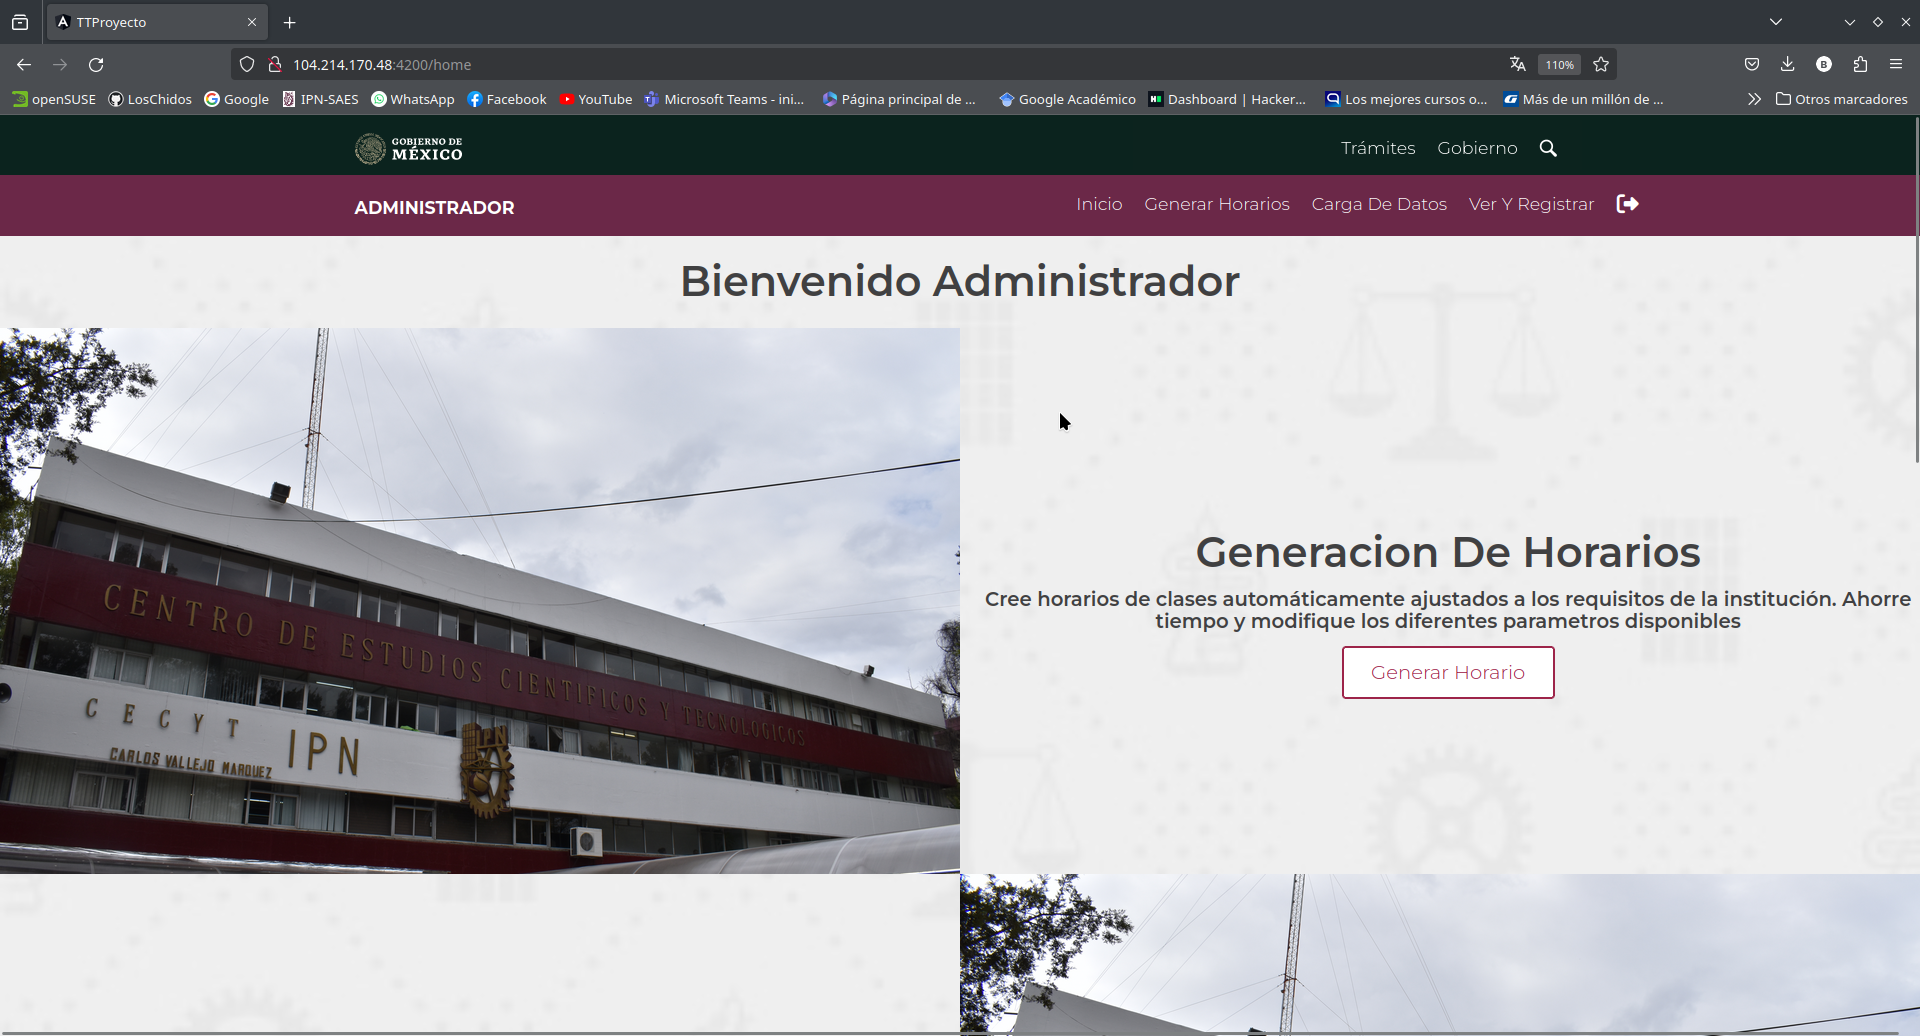 TTProyecto
104.214.170.48:4200/home
110%
B
openSUSE LosChidos Google IPN-SAES WhatsApp Facebook YouTube Microsoft Teams - ini... Página principal de ... Google Académico Dashboard | Hacker... Los mejores cursos o... Más de un millón de ... Otros marcadores
GOBIERNO DE
MÉXICO
Trámites Gobierno
ADMINISTRADOR
Inicio Generar Horarios Carga De Datos Ver Y Registrar
Bienvenido Administrador
CENTRO DE ESTUDIOS CIENTIFICOS Y TECNOLOGICOS
CECYT
CARLOS VALLEJO MARQUEZ
IPN
IPN
Generacion De Horarios
Cree horarios de clases automáticamente ajustados a los requisitos de la institución. Ahorre
tiempo y modifique los diferentes parametros disponibles
Generar Horario